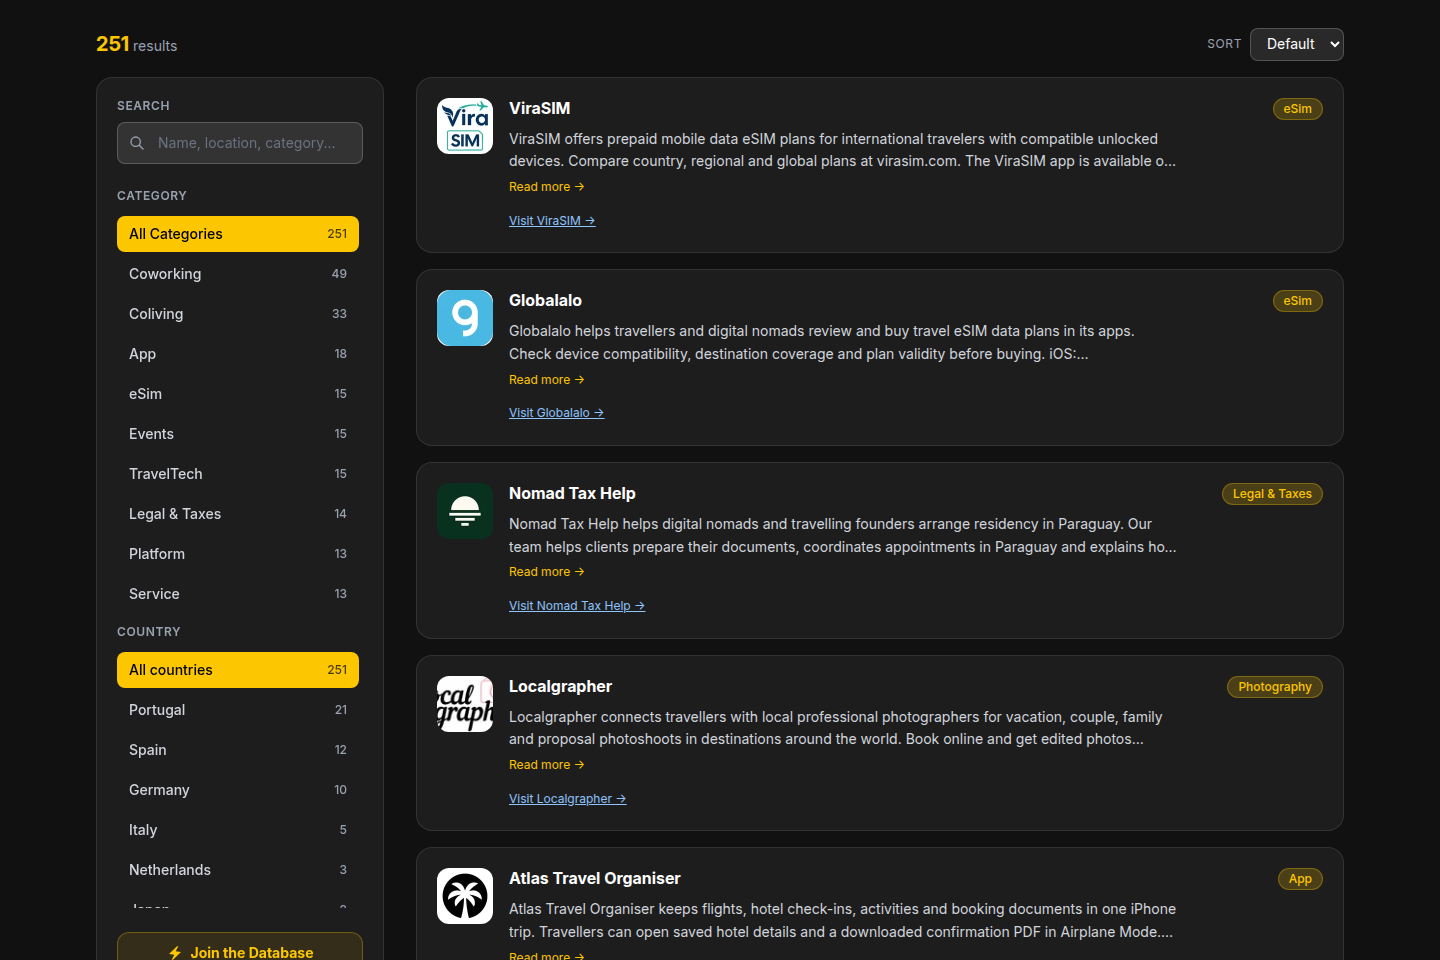 251 results
SORT Default
SEARCH
Name, location, category...
CATEGORY
All Categories 251
Coworking 49
Coliving 33
App 18
eSim 15
Events 15
TravelTech 15
Legal & Taxes 14
Platform 13
Service 13
COUNTRY
All countries 251
Portugal 21
Spain 12
Germany 10
Italy 5
Netherlands 3
Join the Database
Vira
SIM
ViraSIM
eSim
ViraSIM offers prepaid mobile data eSIM plans for international travelers with compatible unlocked
devices. Compare country, regional and global plans at virasim.com. The ViraSIM app is available o...
Read more →
Visit ViraSIM →
9
Globalalo
eSim
Globalalo helps travellers and digital nomads review and buy travel eSIM data plans in its apps.
Check device compatibility, destination coverage and plan validity before buying. iOS:...
Read more →
Visit Globalalo →
Nomad Tax Help
Legal & Taxes
Nomad Tax Help helps digital nomads and travelling founders arrange residency in Paraguay. Our
team helps clients prepare their documents, coordinates appointments in Paraguay and explains ho...
Read more →
Visit Nomad Tax Help →
ocal
graph
Localgrapher
Photography
Localgrapher connects travellers with local professional photographers for vacation, couple, family
and proposal photoshoots in destinations around the world. Book online and get edited photos...
Read more →
Visit Localgrapher →
Atlas Travel Organiser
App
Atlas Travel Organiser keeps flights, hotel check-ins, activities and booking documents in one iPhone
trip. Travellers can open saved hotel details and a downloaded confirmation PDF in Airplane Mode....
Read more →